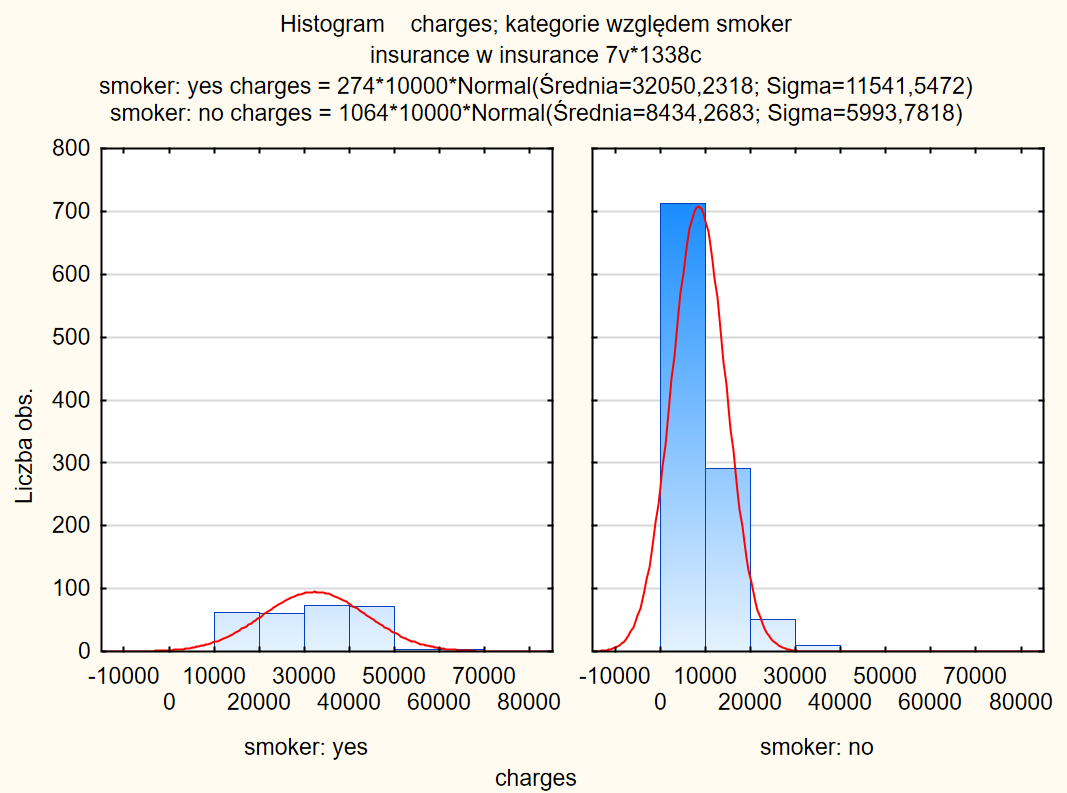 Histogram charges; kategorie względem smoker
insurance w insurance 7v*1338c
smoker: yes charges = 274*10000*Normal(Średnia=32050,2318; Sigma=11541,5472)
smoker: no charges = 1064*10000*Normal(Średnia=8434,2683; Sigma=5993,7818)
800
700
600
500
400
300
200
100
0
Liczba obs.
-10000 10000 30000 50000 70000
0 20000 40000 60000 80000
smoker: yes
-10000 10000 30000 50000 70000
0 20000 40000 60000 80000
smoker: no
charges